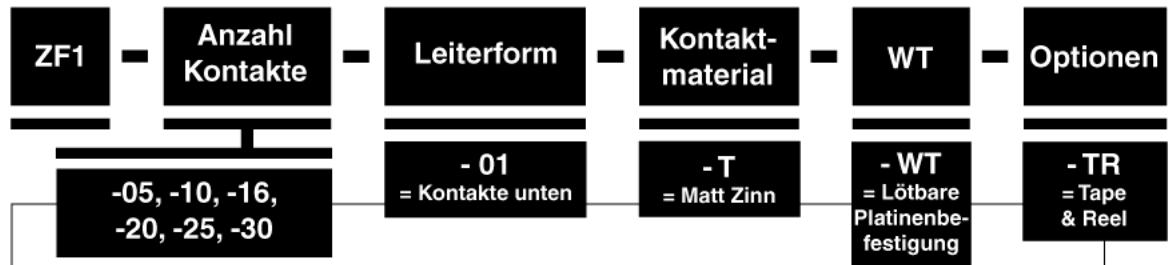 ZF1 - Anzahl Kontakte - Leiterform - Kontakt-material - WT - Optionen
-05, -10, -16,
-20, -25, -30
- 01
= Kontakte unten
- T
= Matt Zinn
- WT
= Lötbare
Platinenbe-
festigung
- TR
= Tape
& Reel